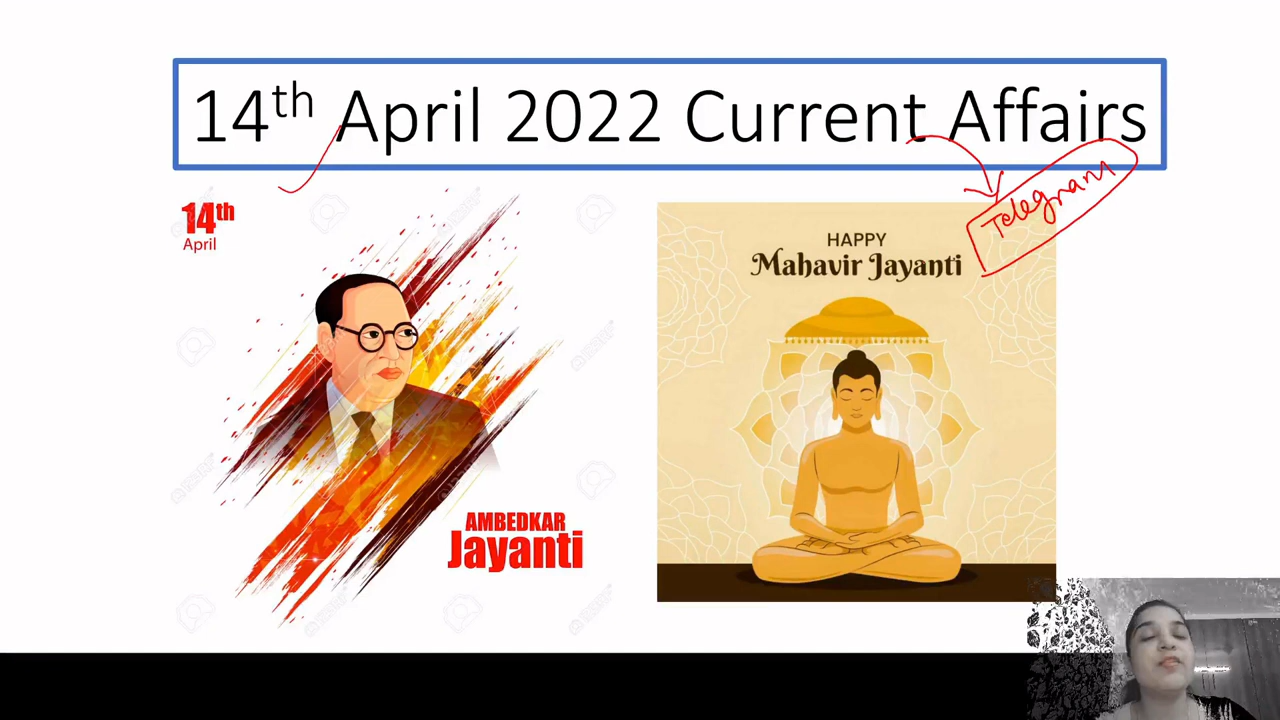 14th April 2022 Current Affairs
Telegram
14th
April
HAPPY
Mahavir Jayanti
AMBEDKAR
Jayanti